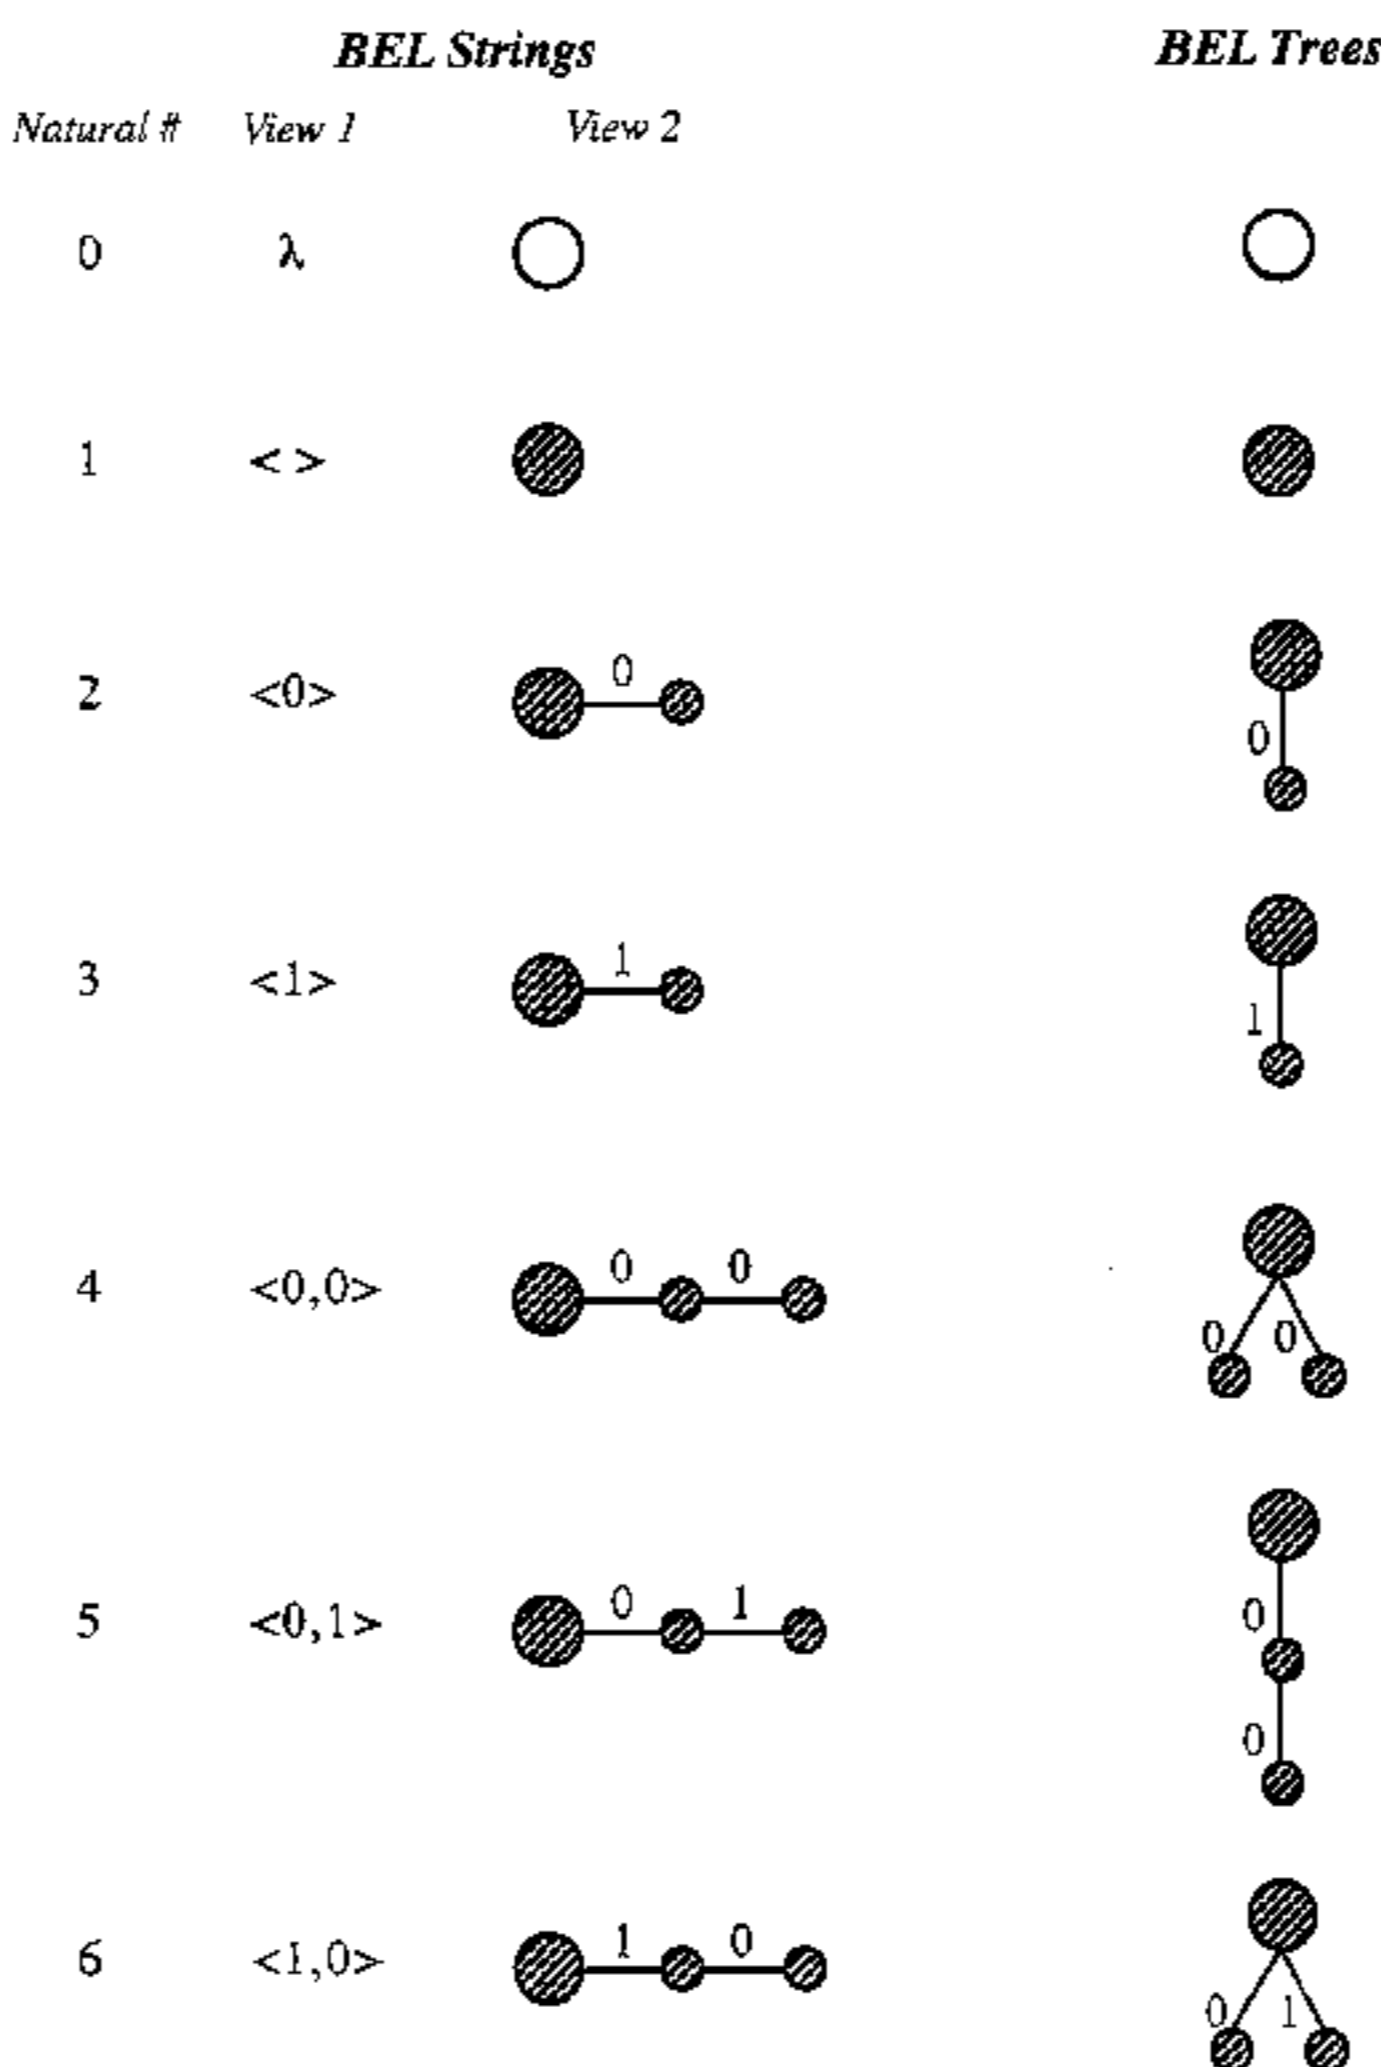 BEL Strings BEL Trees
Natural # View 1 View 2
0 λ
1 < >
2 <0> 0 0
3 <1> 1 1
4 <0,0> 0 0 0 0
5 <0,1> 0 1 0
0
6 <1,0> 1 0
0 1